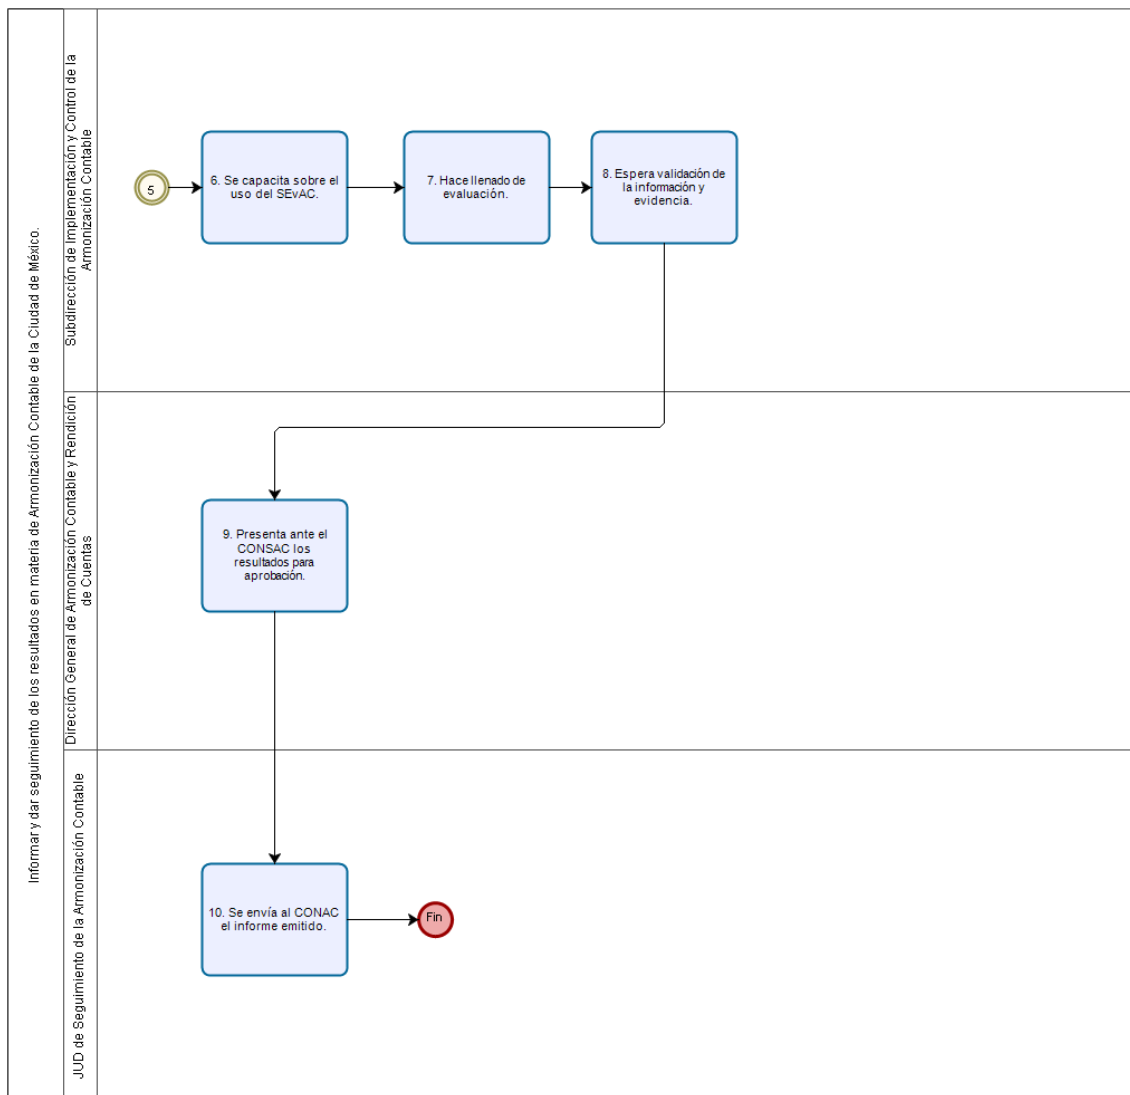 Informar y dar seguimiento de los resultados en materia de Armonización Contable de la Ciudad de México.
Subdirección de Implementación y Control de la
Armonización Contable
5
6. Se capacita sobre el
uso del SEvAC.
7. Hace llenado de
evaluación.
8. Espera validación de
la información y
evidencia.
Dirección General de Armonización Contable y Rendición
de Cuentas
9. Presenta ante el
CONSAC los
resultados para
aprobación.
JUD de Seguimiento de la Armonización Contable
10. Se envía al CONAC
el informe emitido.
Fin